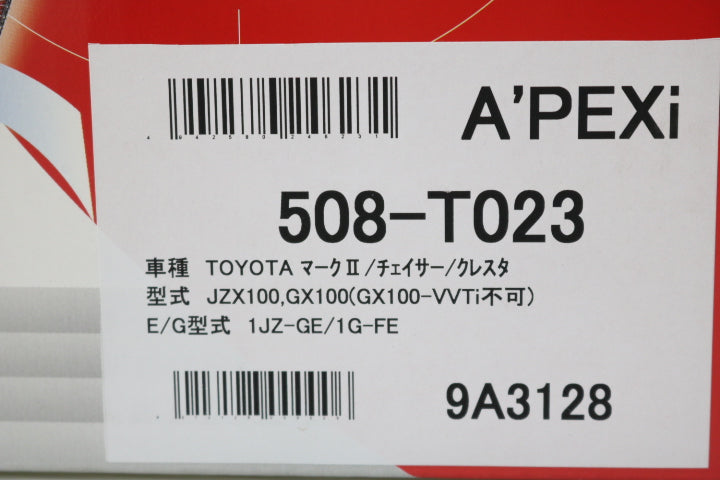 A'PEXi
508-T023
車種 TOYOTA マークⅡ/ﾁｪｲｻｰ/ｸﾚｽﾀ
型式 JZX100,GX100(GX100-VVTi不可)
E/G型式 1JZ-GE/1G-FE
9A3128